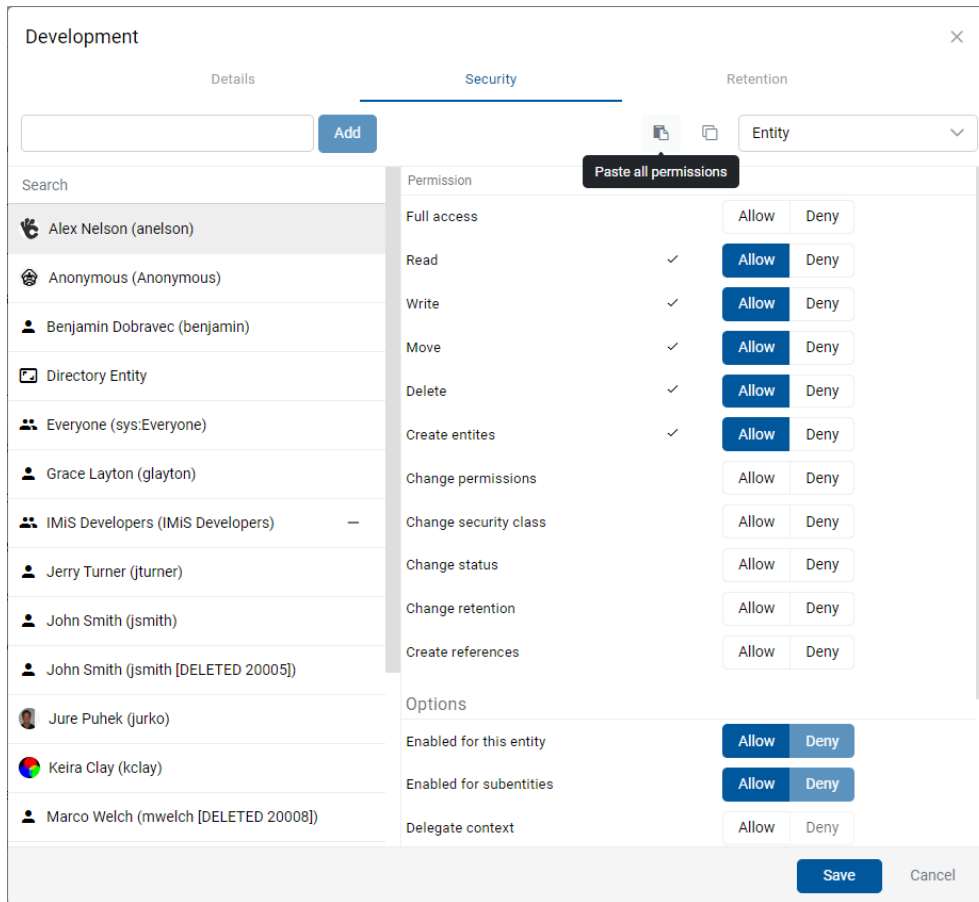 Development
Details Security Retention
Add Entity
Paste all permissions
Search
Alex Nelson (anelson)
Anonymous (Anonymous)
Benjamin Dobravec (benjamin)
Directory Entity
Everyone (sys:Everyone)
Grace Layton (glayton)
IMiS Developers (IMiS Developers)
Jerry Turner (jturner)
John Smith (jsmith)
John Smith (jsmith [DELETED 20005])
Jure Puhek (jurko)
Keira Clay (kclay)
Marco Welch (mwelch [DELETED 20008])
Permission
Full access Allow Deny
Read Allow Deny
Write Allow Deny
Move Allow Deny
Delete Allow Deny
Create entites Allow Deny
Change permissions Allow Deny
Change security class Allow Deny
Change status Allow Deny
Change retention Allow Deny
Create references Allow Deny
Options
Enabled for this entity Allow Deny
Enabled for subentities Allow Deny
Delegate context Allow Deny
Save Cancel